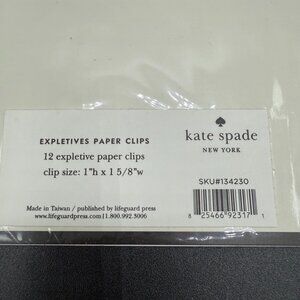 EXPLETIVES PAPER CLIPS
12 expletive paper clips
clip size: 1"h x 1 5/8"w
Made in Taiwan / published by lifeguard press
www.lifeguardpress.com | 1.800.992.3006
kate spade
NEW YORK
SKU#134230
8 25466 92317 1